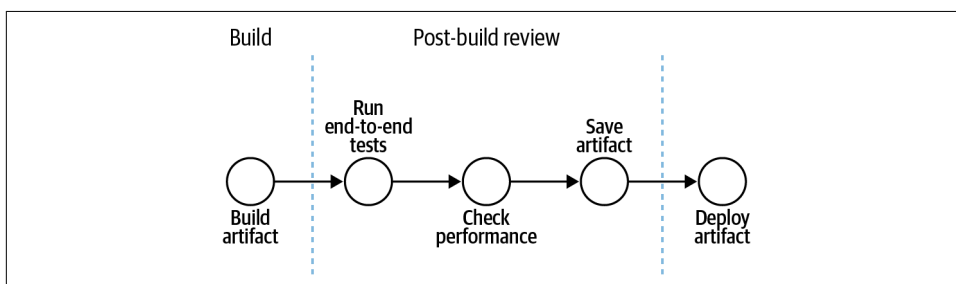 Build
Post-build review
Run
end-to-end
tests
Save
artifact
Build
artifact
Check
performance
Deploy
artifact